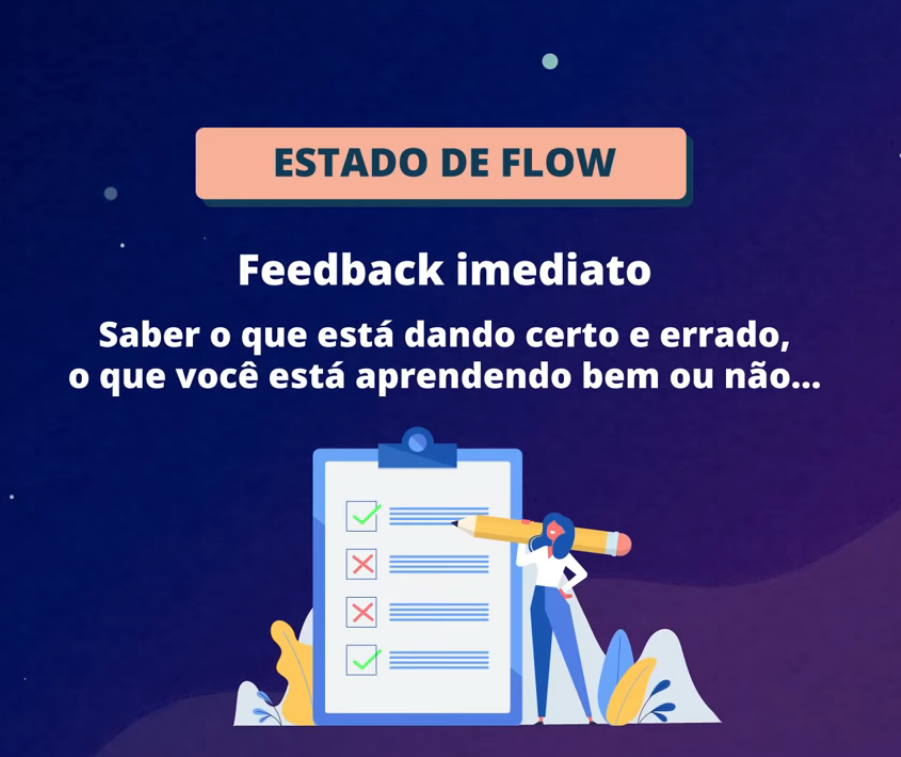 ESTADO DE FLOW
Feedback imediato
Saber o que está dando certo e errado,
o que você está aprendendo bem ou não...